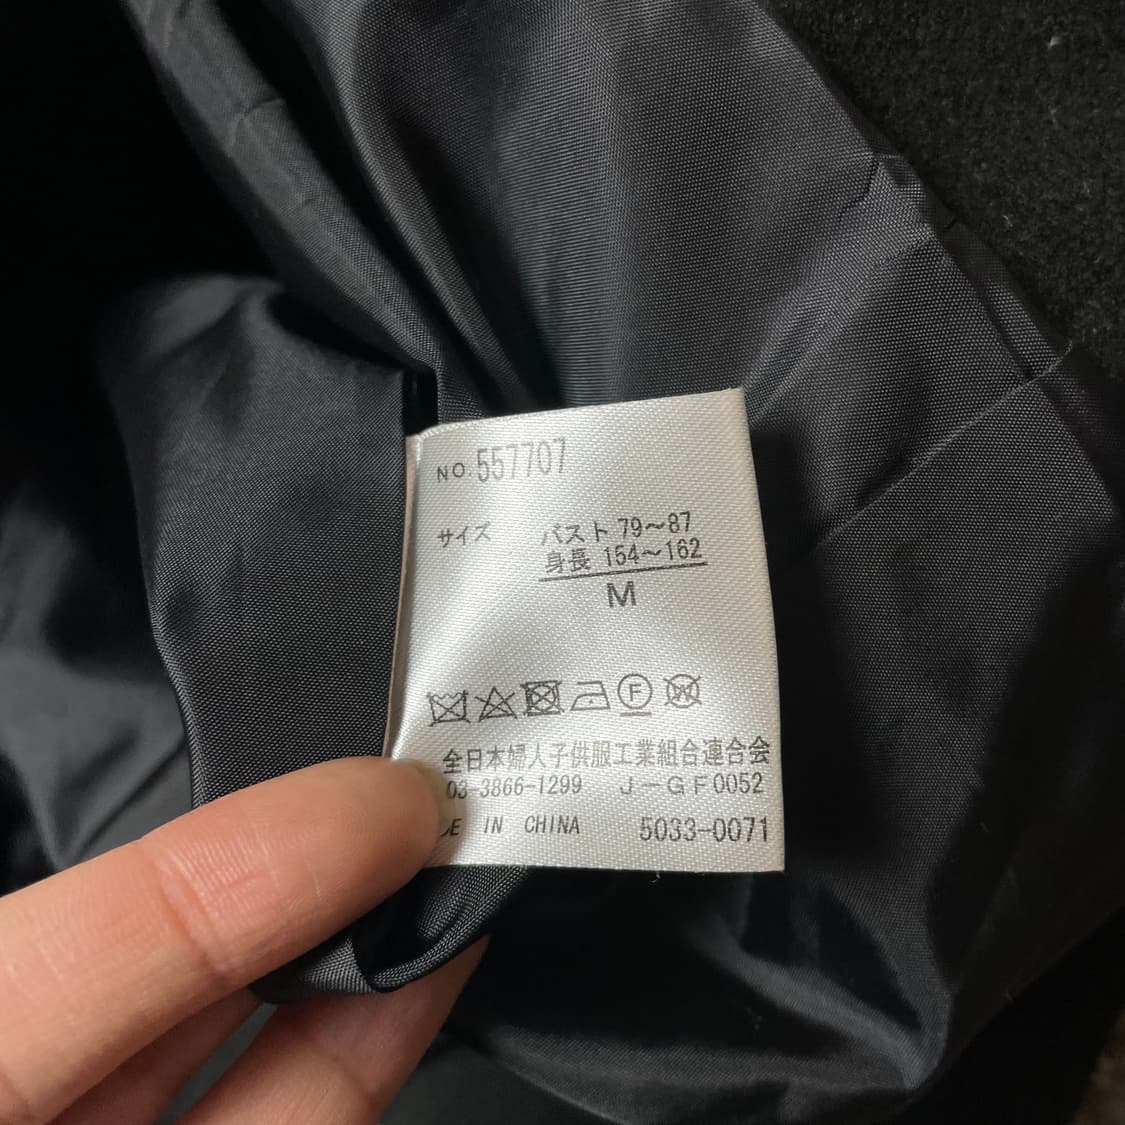 NO.557707
サイズ
バスト 79～87
身長 154～162
M
F W
全日本婦人子供服工業組合連合会
03-3866-1299 J-GF0052
IN CHINA 5033-0071